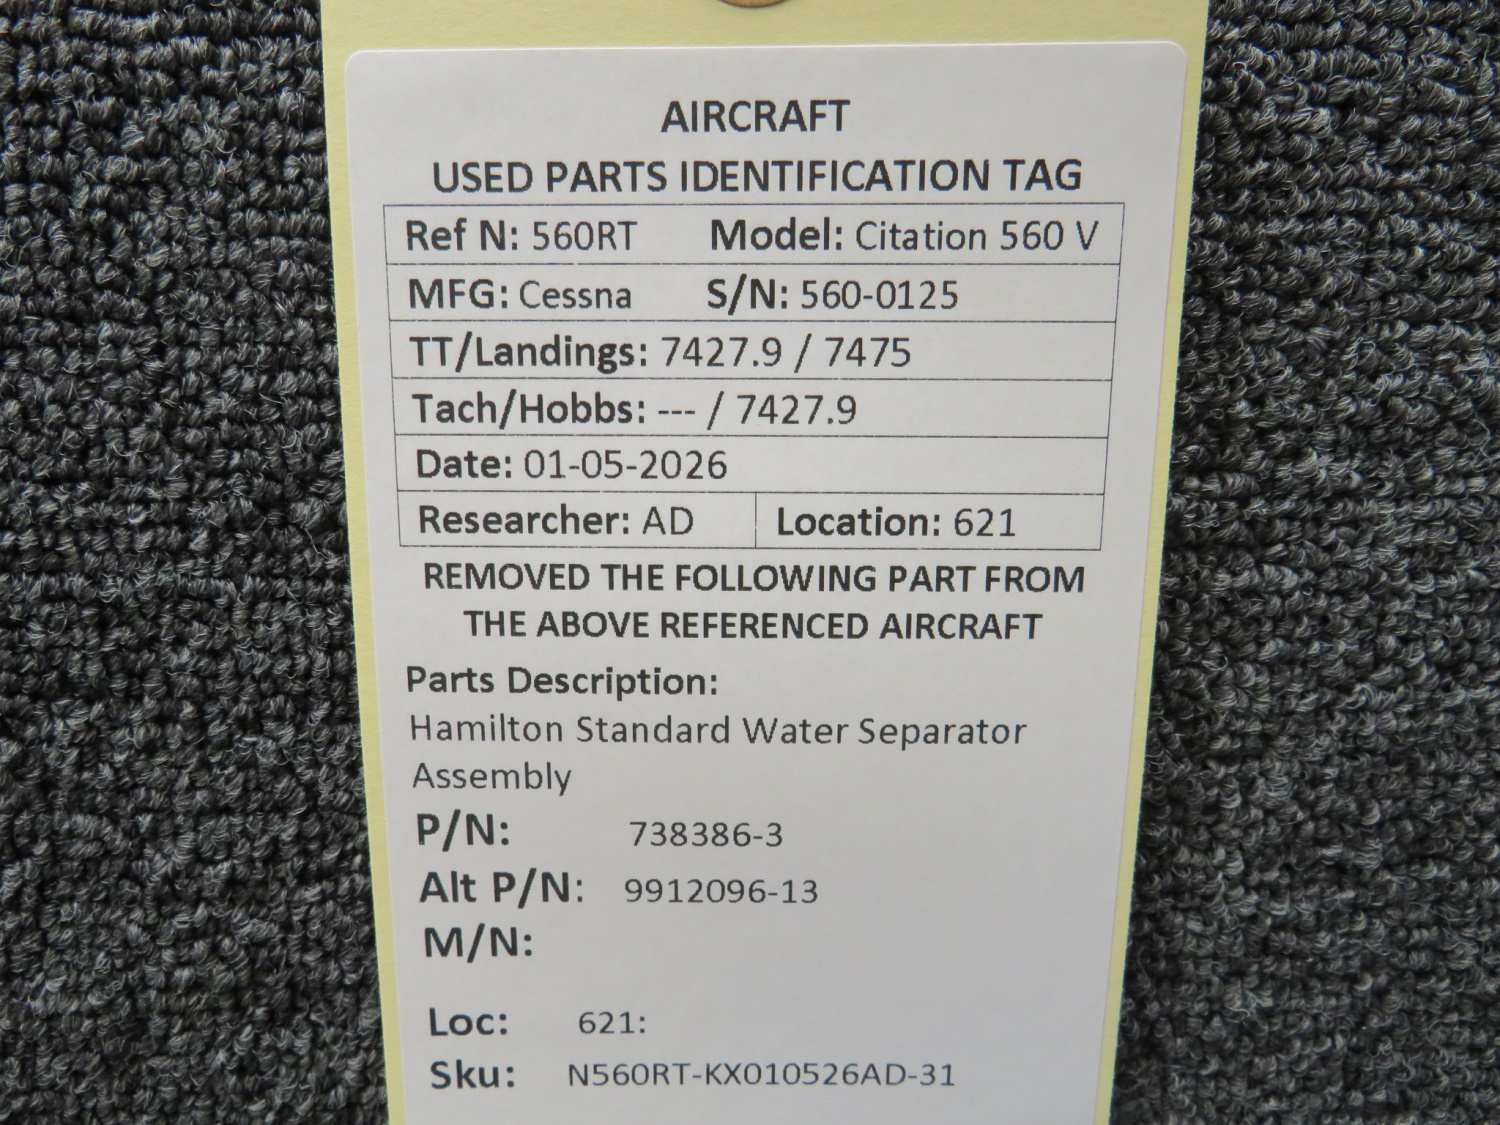 AIRCRAFT
USED PARTS IDENTIFICATION TAG
Ref N: 560RT Model: Citation 560 V
MFG: Cessna S/N: 560-0125
TT/Landings: 7427.9 / 7475
Tach/Hobbs: --- / 7427.9
Date: 01-05-2026
Researcher: AD Location: 621
REMOVED THE FOLLOWING PART FROM
THE ABOVE REFERENCED AIRCRAFT
Parts Description:
Hamilton Standard Water Separator
Assembly
P/N: 738386-3
Alt P/N: 9912096-13
M/N:
Loc: 621:
Sku: N560RT-KX010526AD-31